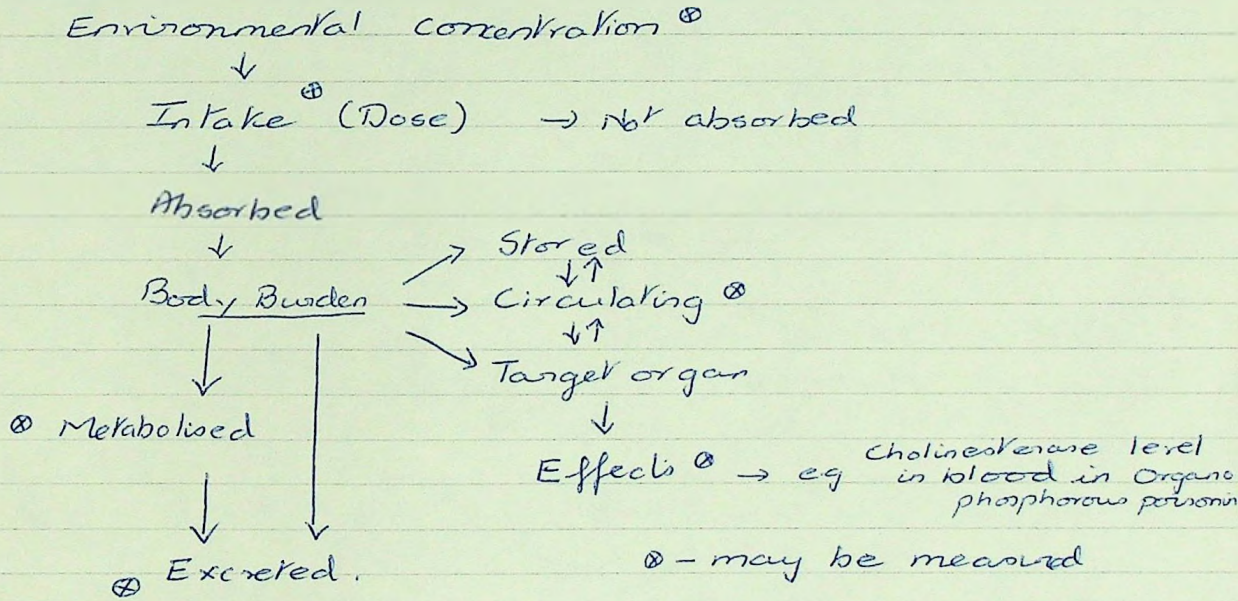 Environmental Concentration ⊗
↓
Intake ⊕ (Dose) → Not absorbed
↓
Absorbed
↓
Stored
↓↑
Body Burden → Circulating ⊗
↓↑
Target organ
↓
⊗ Metabolised
Effects ⊗ → eg Cholinesterase level
in blood in Organo
phosphorous poisonin
⊗ Excreted.
⊗ - may be measured